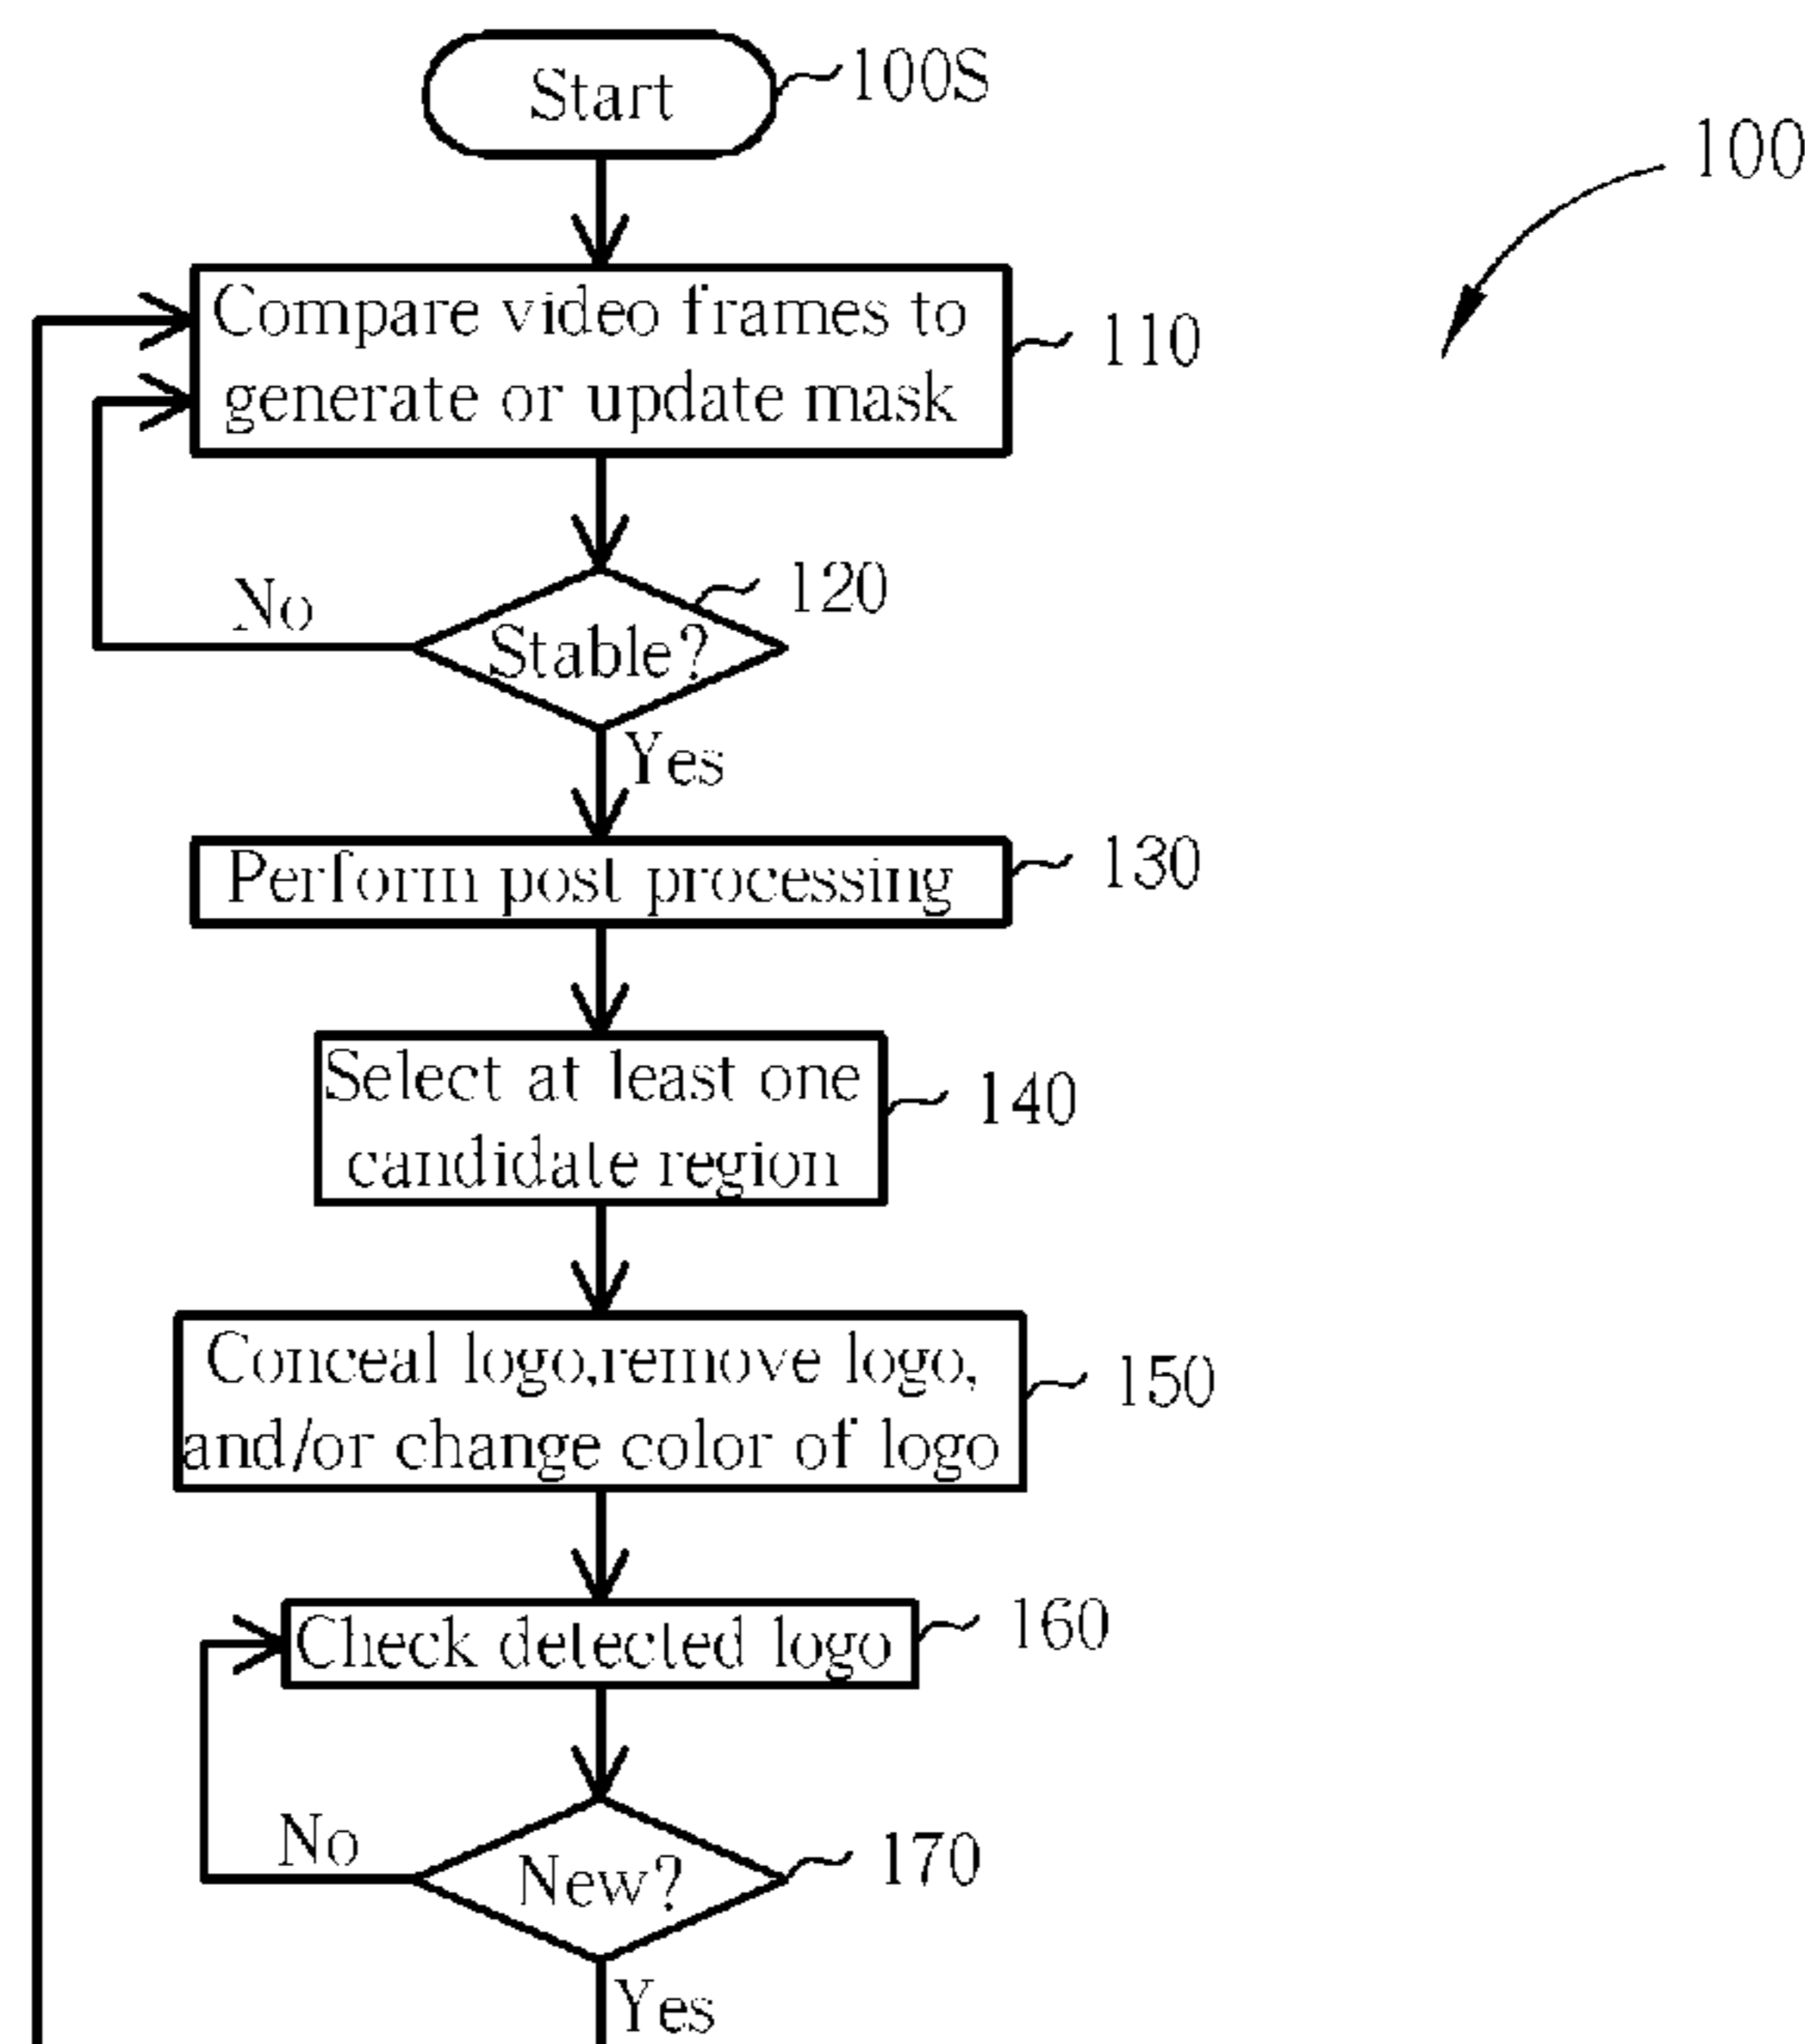 Start
100S
100
Compare video frames to
generate or update mask
110
120
No
Stable?
Yes
Perform post processing
130
Select at least one
candidate region
140
Conceal logo,remove logo,
and/or change color of logo
150
Check detected logo
160
No
New?
170
Yes